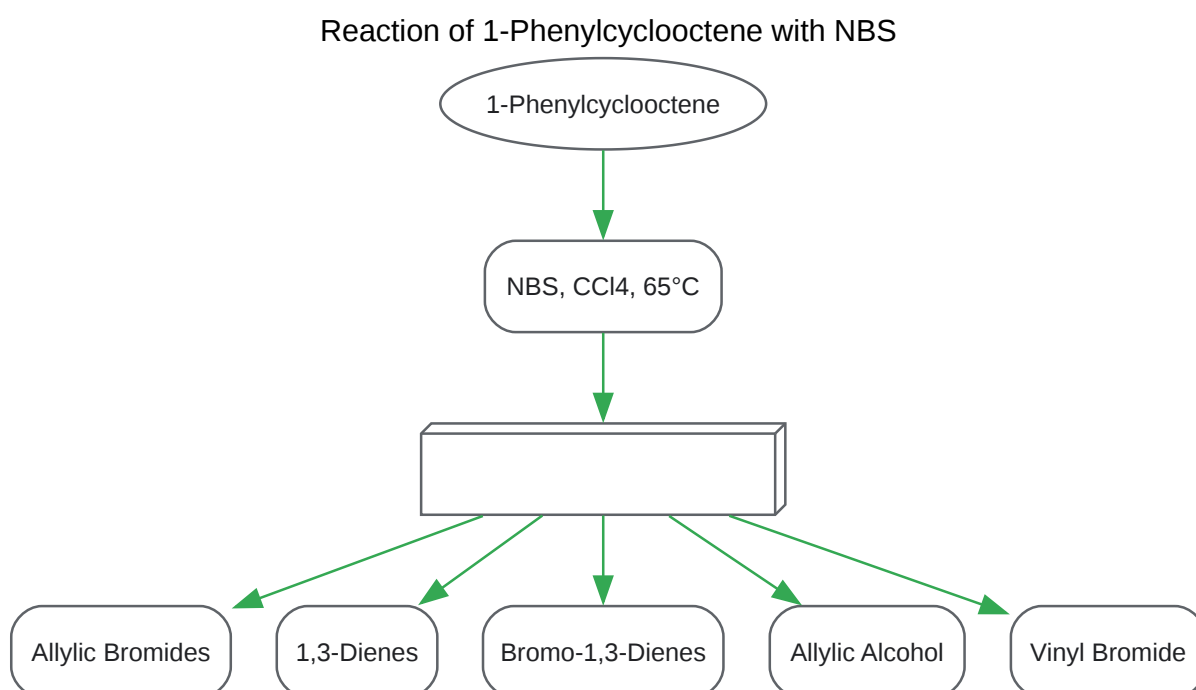 Reaction of 1-Phenylcyclooctene with NBS
1-Phenylcyclooctene
NBS, CCl4, 65°C
Allylic Bromides
1,3-Dienes
Bromo-1,3-Dienes
Allylic Alcohol
Vinyl Bromide